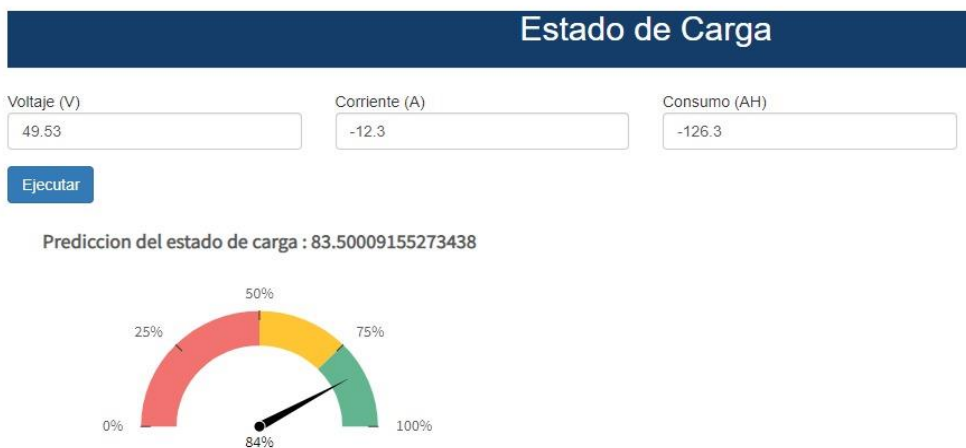 Estado de Carga
Voltaje (V) Corriente (A) Consumo (AH)
49.53 -12.3 -126.3
Ejecutar
Prediccion del estado de carga : 83.50009155273438
50%
25% 75%
0% 100%
84%